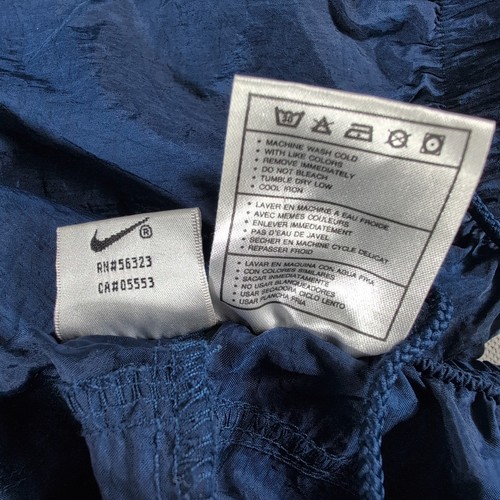 ®
RN#56323
CA#05553
30
• MACHINE WASH COLD
• WITH LIKE COLORS
• REMOVE IMMEDIATELY
• DO NOT BLEACH
• TUMBLE DRY LOW
• COOL IRON
• LAVER EN MACHINE A EAU FROIDE
• AVEC MEMES COULEURS
• ENLEVER IMMEDIATEMENT
• PAS D'EAU DE JAVEL
• SECHER EN MACHINE CYCLE DELICAT
• REPASSER FROID
• LAVAR EN MAQUINA CON AQUA FRIA
• CON COLORES SIMILARES
• SACAR INMEDIATAMENTE
• NO USAR BLANQUEADORES
• USAR SECADORA CICLO LENTO
• USAR PLANCHA FRIA